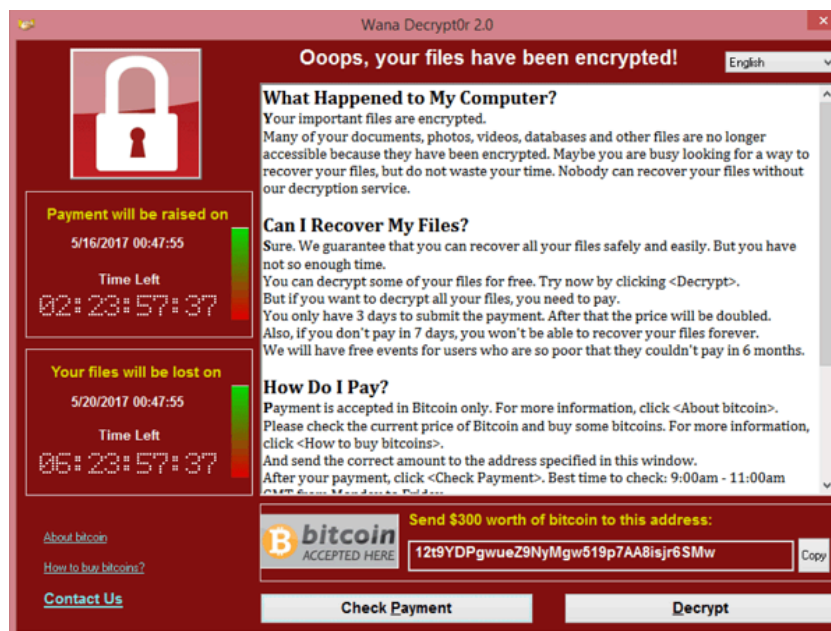 Wana Decrypt0r 2.0
Ooops, your files have been encrypted!
English
What Happened to My Computer?
Your important files are encrypted.
Many of your documents, photos, videos, databases and other files are no longer
accessible because they have been encrypted. Maybe you are busy looking for a way to
recover your files, but do not waste your time. Nobody can recover your files without
our decryption service.
Can I Recover My Files?
Sure. We guarantee that you can recover all your files safely and easily. But you have
not so enough time.
You can decrypt some of your files for free. Try now by clicking <Decrypt>.
But if you want to decrypt all your files, you need to pay.
You only have 3 days to submit the payment. After that the price will be doubled.
Also, if you don't pay in 7 days, you won't be able to recover your files forever.
We will have free events for users who are so poor that they couldn't pay in 6 months.
How Do I Pay?
Payment is accepted in Bitcoin only. For more information, click <About bitcoin>.
Please check the current price of Bitcoin and buy some bitcoins. For more information,
click <How to buy bitcoins>.
And send the correct amount to the address specified in this window.
After your payment, click <Check Payment>. Best time to check: 9:00am - 11:00am
GMT from Monday to Friday.
Payment will be raised on
5/16/2017 00:47:55
Time Left
02:23:57:37
Your files will be lost on
5/20/2017 00:47:55
Time Left
06:23:57:37
About bitcoin
How to buy bitcoins?
Contact Us
bitcoin
ACCEPTED HERE
Send $300 worth of bitcoin to this address:
12t9YDPgwueZ9NyMgw519p7AA8isjr6SMw
Copy
Check Payment
Decrypt